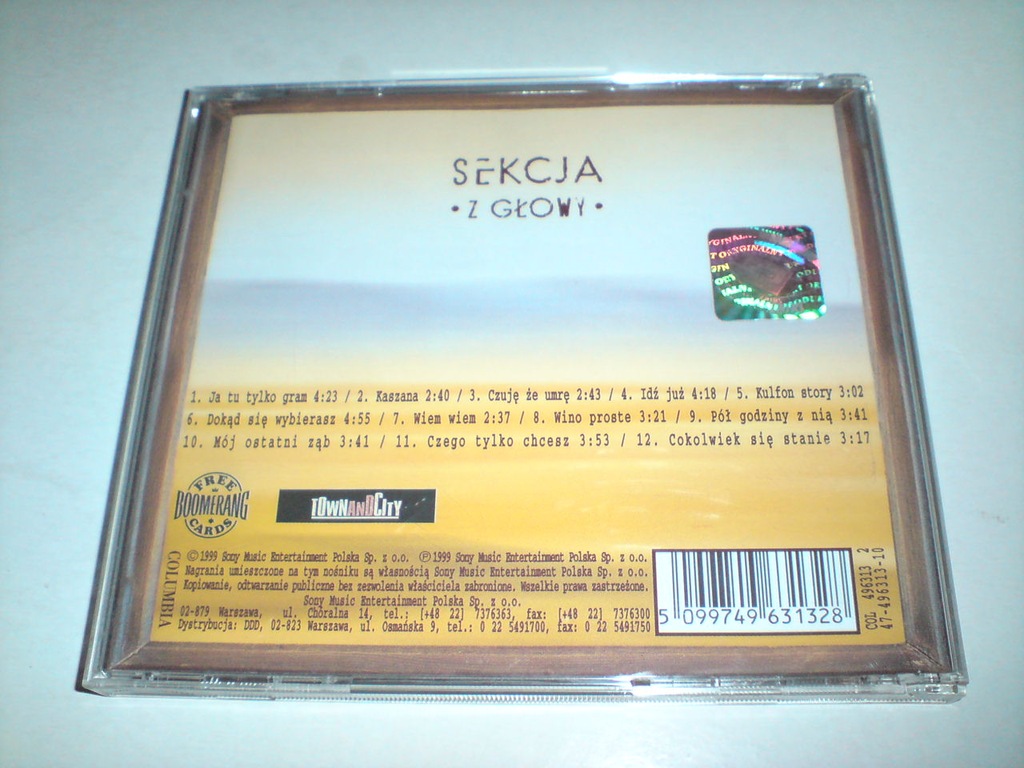 SEKCJA
• Z GŁOWY •
1. Ja tu tylko gram 4:23 / 2. Kaszana 2:40 / 3. Czuję że umrę 2:43 / 4. Idź już 4:18 / 5. Kulfon story 3:02
6. Dokąd się wybierasz 4:55 / 7. Wiem wiem 2:37 / 8. Wino proste 3:21 / 9. Pół godziny z nią 3:41
10. Mój ostatni ząb 3:41 / 11. Czego tylko chcesz 3:53 / 12. Cokolwiek się stanie 3:17
FREE
BOOMERANG
CARDS
TOWNANDCITY
COLUMBIA
©1999 Sony Music Entertainment Polska Sp. z o.o. ℗1999 Sony Music Entertainment Polska Sp. z o.o.
Nagrania umieszczone na tym nośniku są własnością Sony Music Entertainment Polska Sp. z o.o.
Kopiowanie, odtwarzanie publiczne bez zezwolenia właściciela zabronione. Wszelkie prawa zastrzeżone.
Sony Music Entertainment Polska Sp. z o.o.
02-879 Warszawa, ul. Chóralna 14, tel.: [+48 22] 7376363, fax: [+48 22] 7376300
Dystrybucja: DDD, 02-823 Warszawa, ul. Osmańska 9, tel.: 0 22 5491700, fax: 0 22 5491750
5 099749 631328
COL 496313 2
47-496313-10